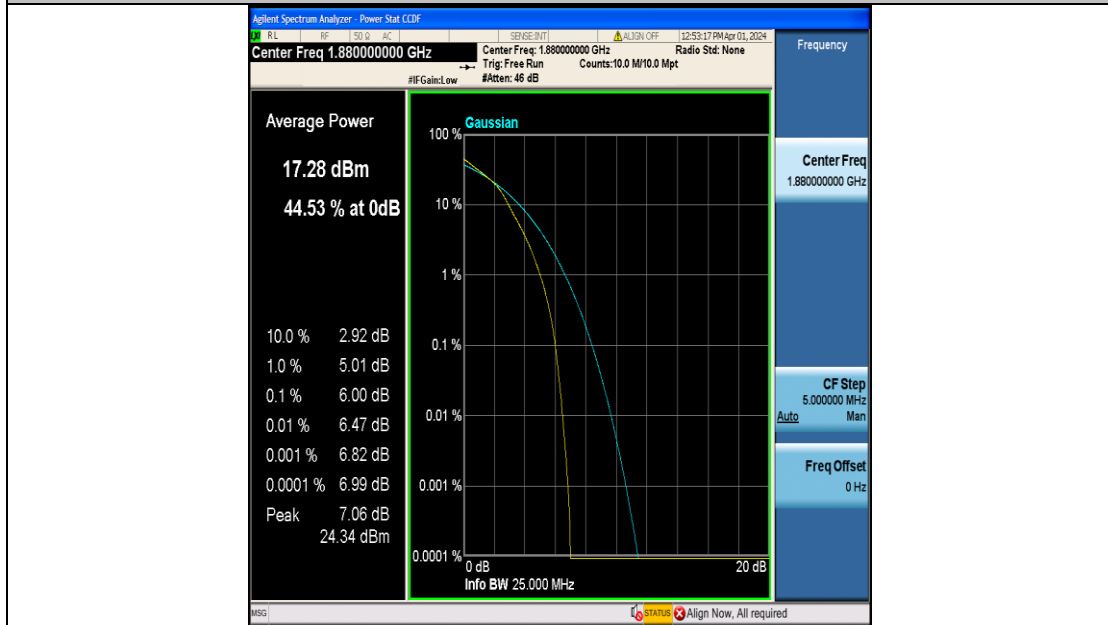 Agilent Spectrum Analyzer - Power Stat CCDF
RL RF 50 Ω AC SENSE:INT ALIGN OFF 12:53:17 PM Apr 01, 2024
Center Freq 1.880000000 GHz
Center Freq: 1.880000000 GHz Radio Std: None
Trig: Free Run Counts:10.0 M/10.0 Mpt
#IFGain:Low #Atten: 46 dB
Frequency
Average Power
17.28 dBm
44.53 % at 0dB
10.0 % 2.92 dB
1.0 % 5.01 dB
0.1 % 6.00 dB
0.01 % 6.47 dB
0.001 % 6.82 dB
0.0001 % 6.99 dB
Peak 7.06 dB
24.34 dBm
Gaussian
100 %
10 %
1 %
0.1 %
0.01 %
0.001 %
0.0001 %
0 dB 20 dB
Info BW 25.000 MHz
Center Freq
1.880000000 GHz
CF Step
5.000000 MHz
Auto Man
Freq Offset
0 Hz
MSG STATUS Align Now, All required